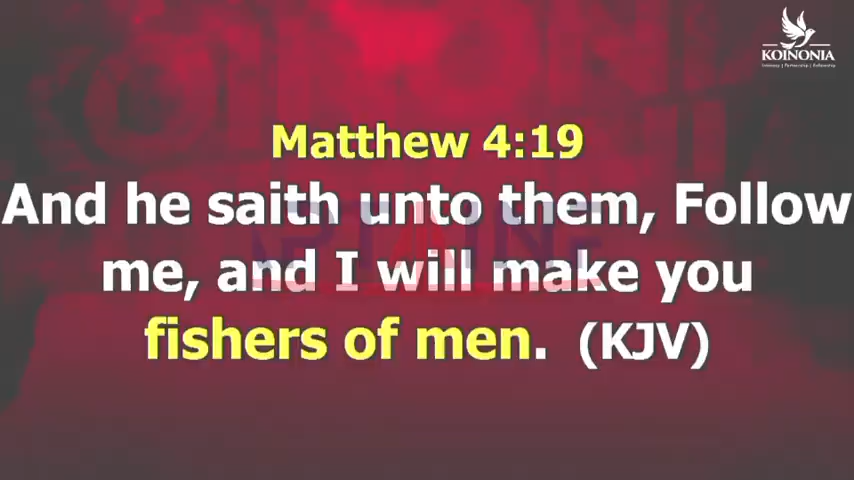 KOINONIA
Matthew 4:19
And he saith unto them, Follow
me, and I will make you
fishers of men. (KJV)